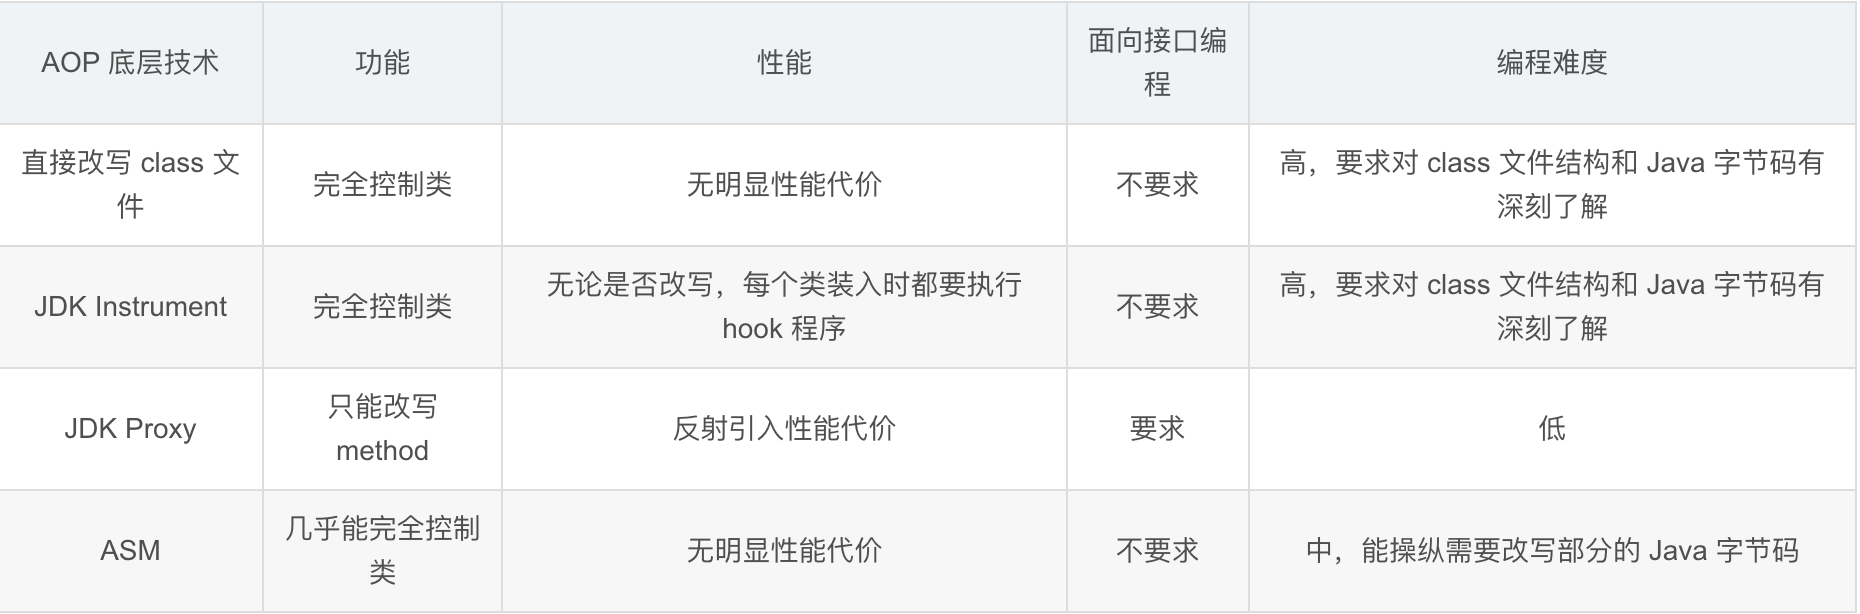 AOP 底层技术
功能
性能
面向接口编
程
编程难度
直接改写 class 文
件
完全控制类
无明显性能代价
不要求
高，要求对 class 文件结构和 Java 字节码有
深刻了解
JDK Instrument
完全控制类
无论是否改写，每个类装入时都要执行
hook 程序
不要求
高，要求对 class 文件结构和 Java 字节码有
深刻了解
JDK Proxy
只能改写
method
反射引入性能代价
要求
低
ASM
几乎能完全控制
类
无明显性能代价
不要求
中，能操纵需要改写部分的 Java 字节码